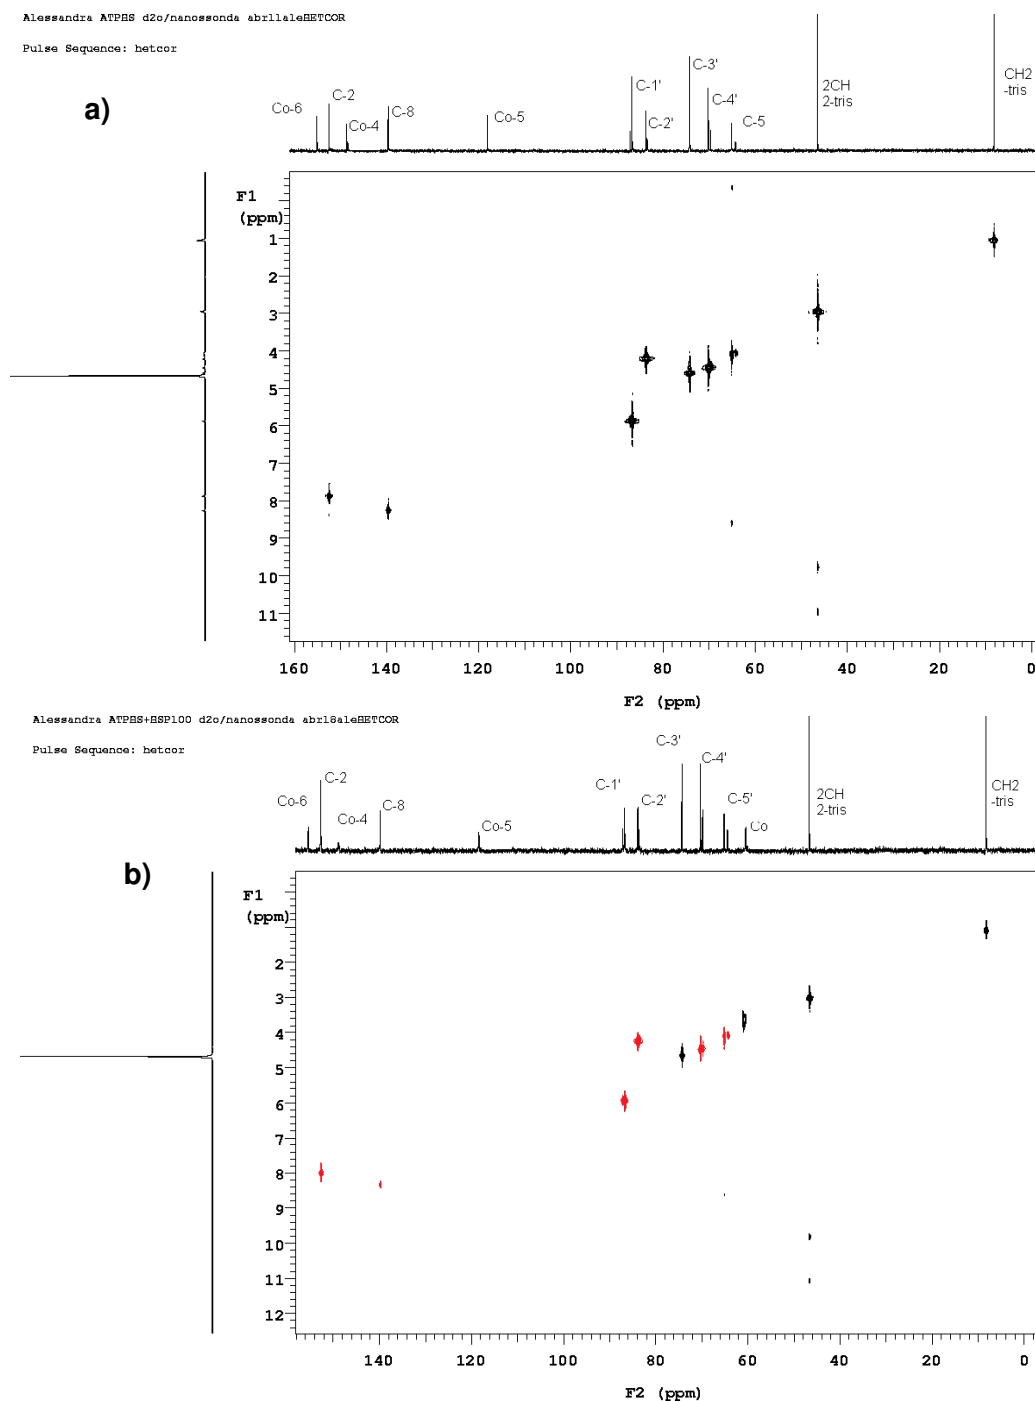 Alessandra ATPHS d2o/nanossonda abr11aleHETCOR
Pulse Sequence: hetcor
a)
Co-6
C-2
Co-4
C-8
Co-5
C-1'
C-2'
C-3'
C-4'
C-5
2CH
2-tris
CH2
-tris
F1
(ppm)
1
2
3
4
5
6
7
8
9
10
11
160 140 120 100 80 60 40 20 0
F2 (ppm)
Alessandra ATPHS+HSP100 d2o/nanossonda abr18aleHETCOR
Pulse Sequence: hetcor
b)
Co-6
C-2
Co-4
C-8
Co-5
C-1'
C-2'
C-3'
C-4'
C-5'
Co
2CH
2-tris
CH2
-tris
F1
(ppm)
2
3
4
5
6
7
8
9
10
11
12
140 120 100 80 60 40 20 0
F2 (ppm)